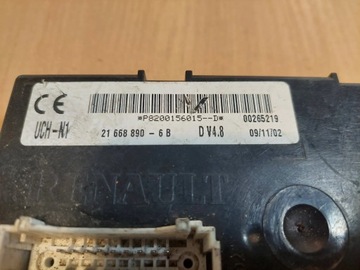 CE
*P8200156015--D* 00265219
UCH-N1 21 668 890 - 6 B D V4.8 09/11/02
RENAULT